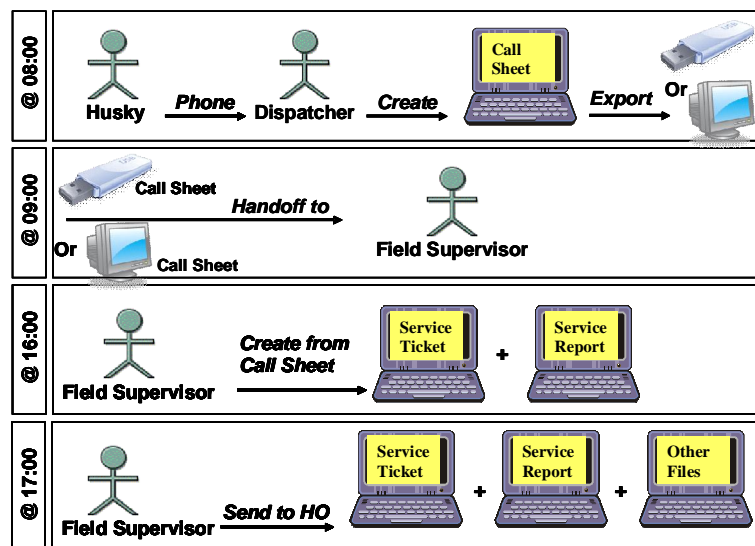 @ 08:00
Husky
Phone
Dispatcher
Create
Call
Sheet
Export
Or
@ 09:00
Call Sheet
Or
Call Sheet
Handoff to
Field Supervisor
@ 16:00
Field Supervisor
Create from
Call Sheet
Service
Ticket
+
Service
Report
@ 17:00
Field Supervisor
Send to HO
Service
Ticket
+
Service
Report
+
Other
Files